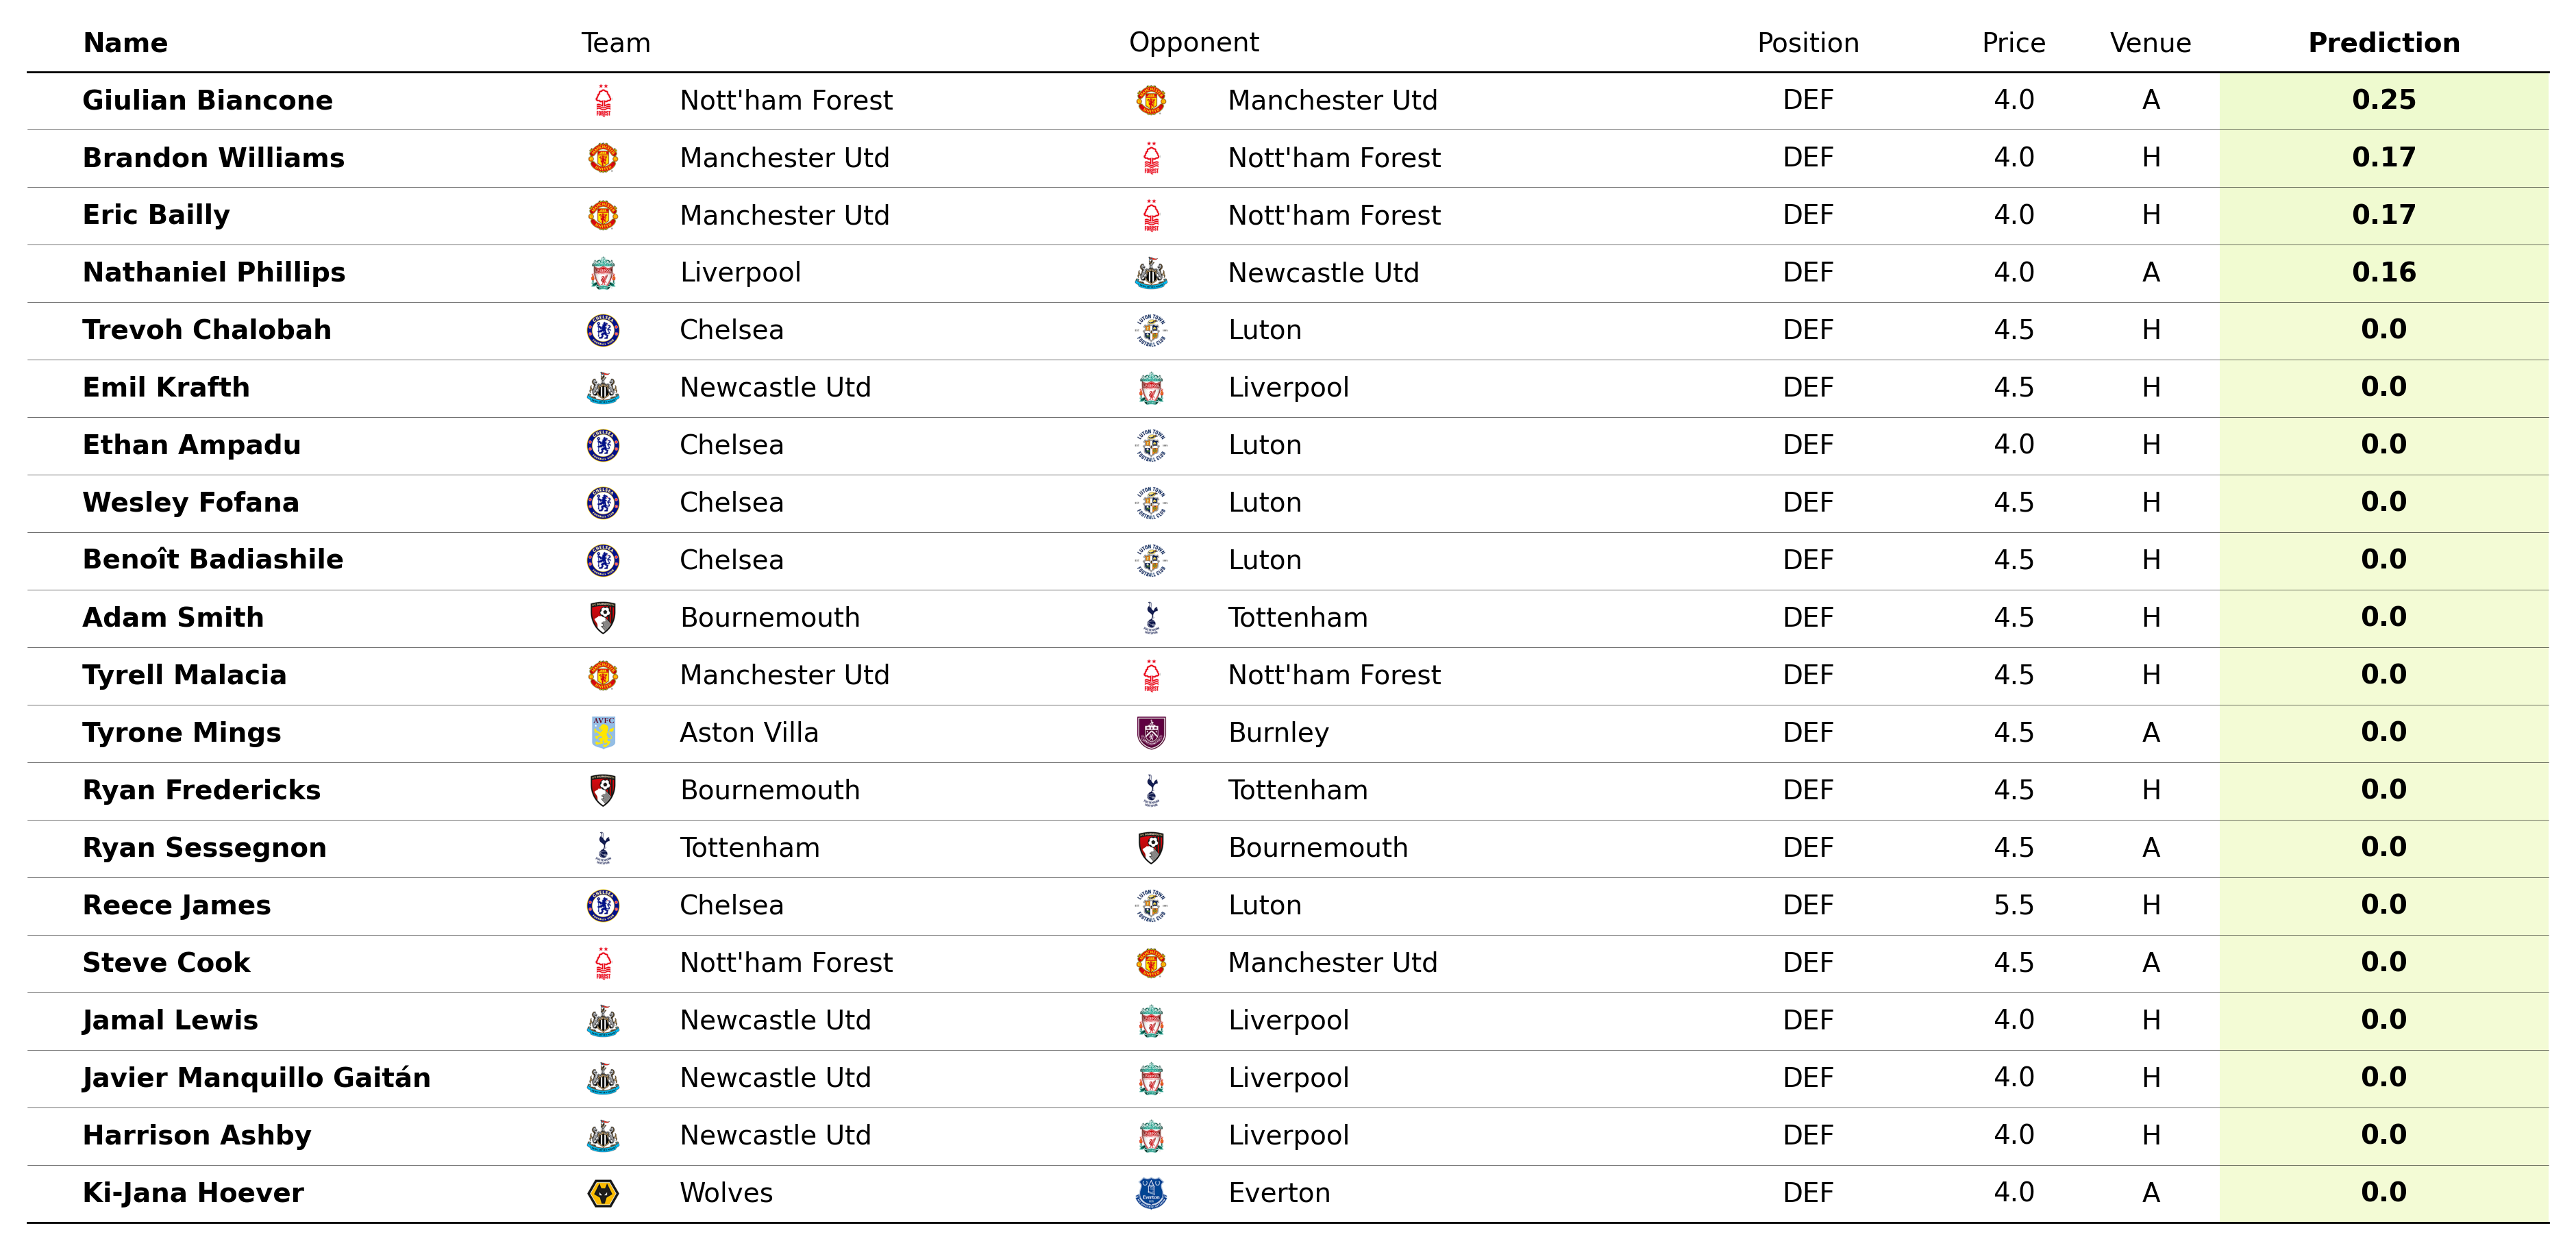 Name Team Opponent Position Price Venue Prediction
Giulian Biancone Nott'ham Forest Manchester Utd DEF 4.0 A 0.25
Brandon Williams Manchester Utd Nott'ham Forest DEF 4.0 H 0.17
Eric Bailly Manchester Utd Nott'ham Forest DEF 4.0 H 0.17
Nathaniel Phillips Liverpool Newcastle Utd DEF 4.0 A 0.16
Trevoh Chalobah Chelsea Luton DEF 4.5 H 0.0
Emil Krafth Newcastle Utd Liverpool DEF 4.5 H 0.0
Ethan Ampadu Chelsea Luton DEF 4.0 H 0.0
Wesley Fofana Chelsea Luton DEF 4.5 H 0.0
Benoît Badiashile Chelsea Luton DEF 4.5 H 0.0
Adam Smith Bournemouth Tottenham DEF 4.5 H 0.0
Tyrell Malacia Manchester Utd Nott'ham Forest DEF 4.5 H 0.0
Tyrone Mings Aston Villa Burnley DEF 4.5 A 0.0
Ryan Fredericks Bournemouth Tottenham DEF 4.5 H 0.0
Ryan Sessegnon Tottenham Bournemouth DEF 4.5 A 0.0
Reece James Chelsea Luton DEF 5.5 H 0.0
Steve Cook Nott'ham Forest Manchester Utd DEF 4.5 A 0.0
Jamal Lewis Newcastle Utd Liverpool DEF 4.0 H 0.0
Javier Manquillo Gaitán Newcastle Utd Liverpool DEF 4.0 H 0.0
Harrison Ashby Newcastle Utd Liverpool DEF 4.0 H 0.0
Ki-Jana Hoever Wolves Everton DEF 4.0 A 0.0